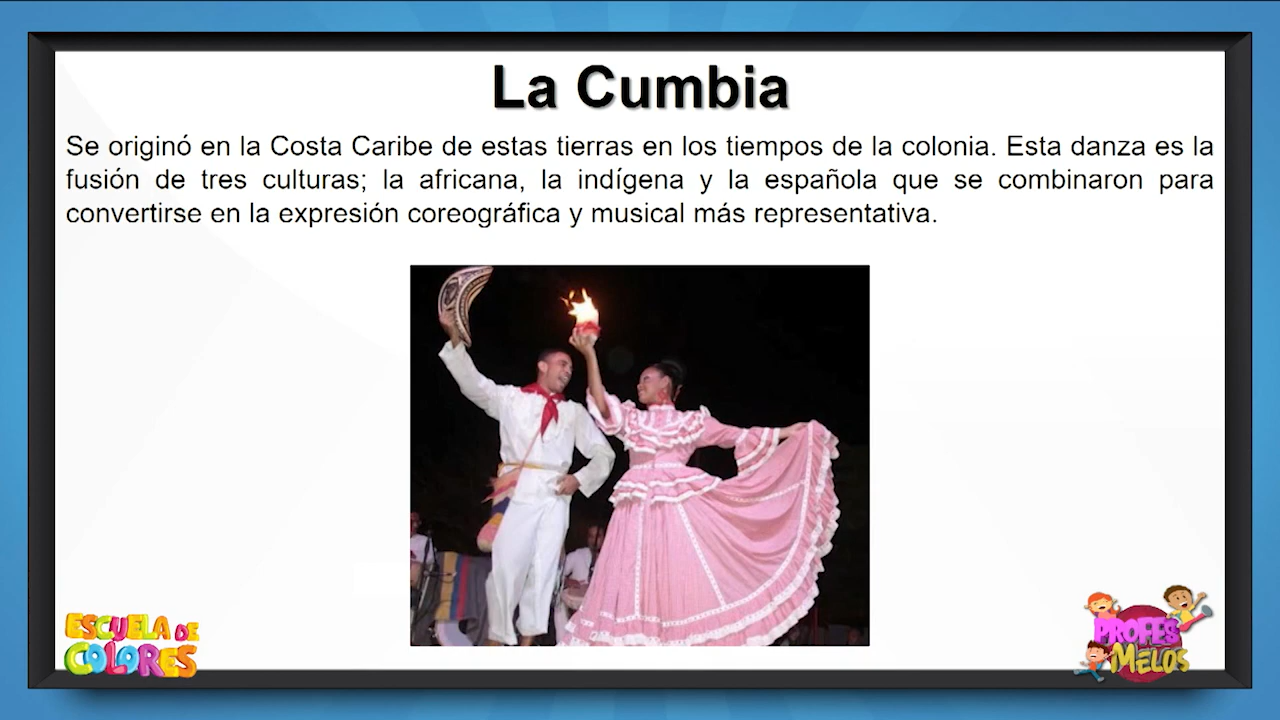 La Cumbia
Se originó en la Costa Caribe de estas tierras en los tiempos de la colonia. Esta danza es la
fusión de tres culturas; la africana, la indígena y la española que se combinaron para
convertirse en la expresión coreográfica y musical más representativa.
ESCUELA DE
COLORES
PROFES
MELOS